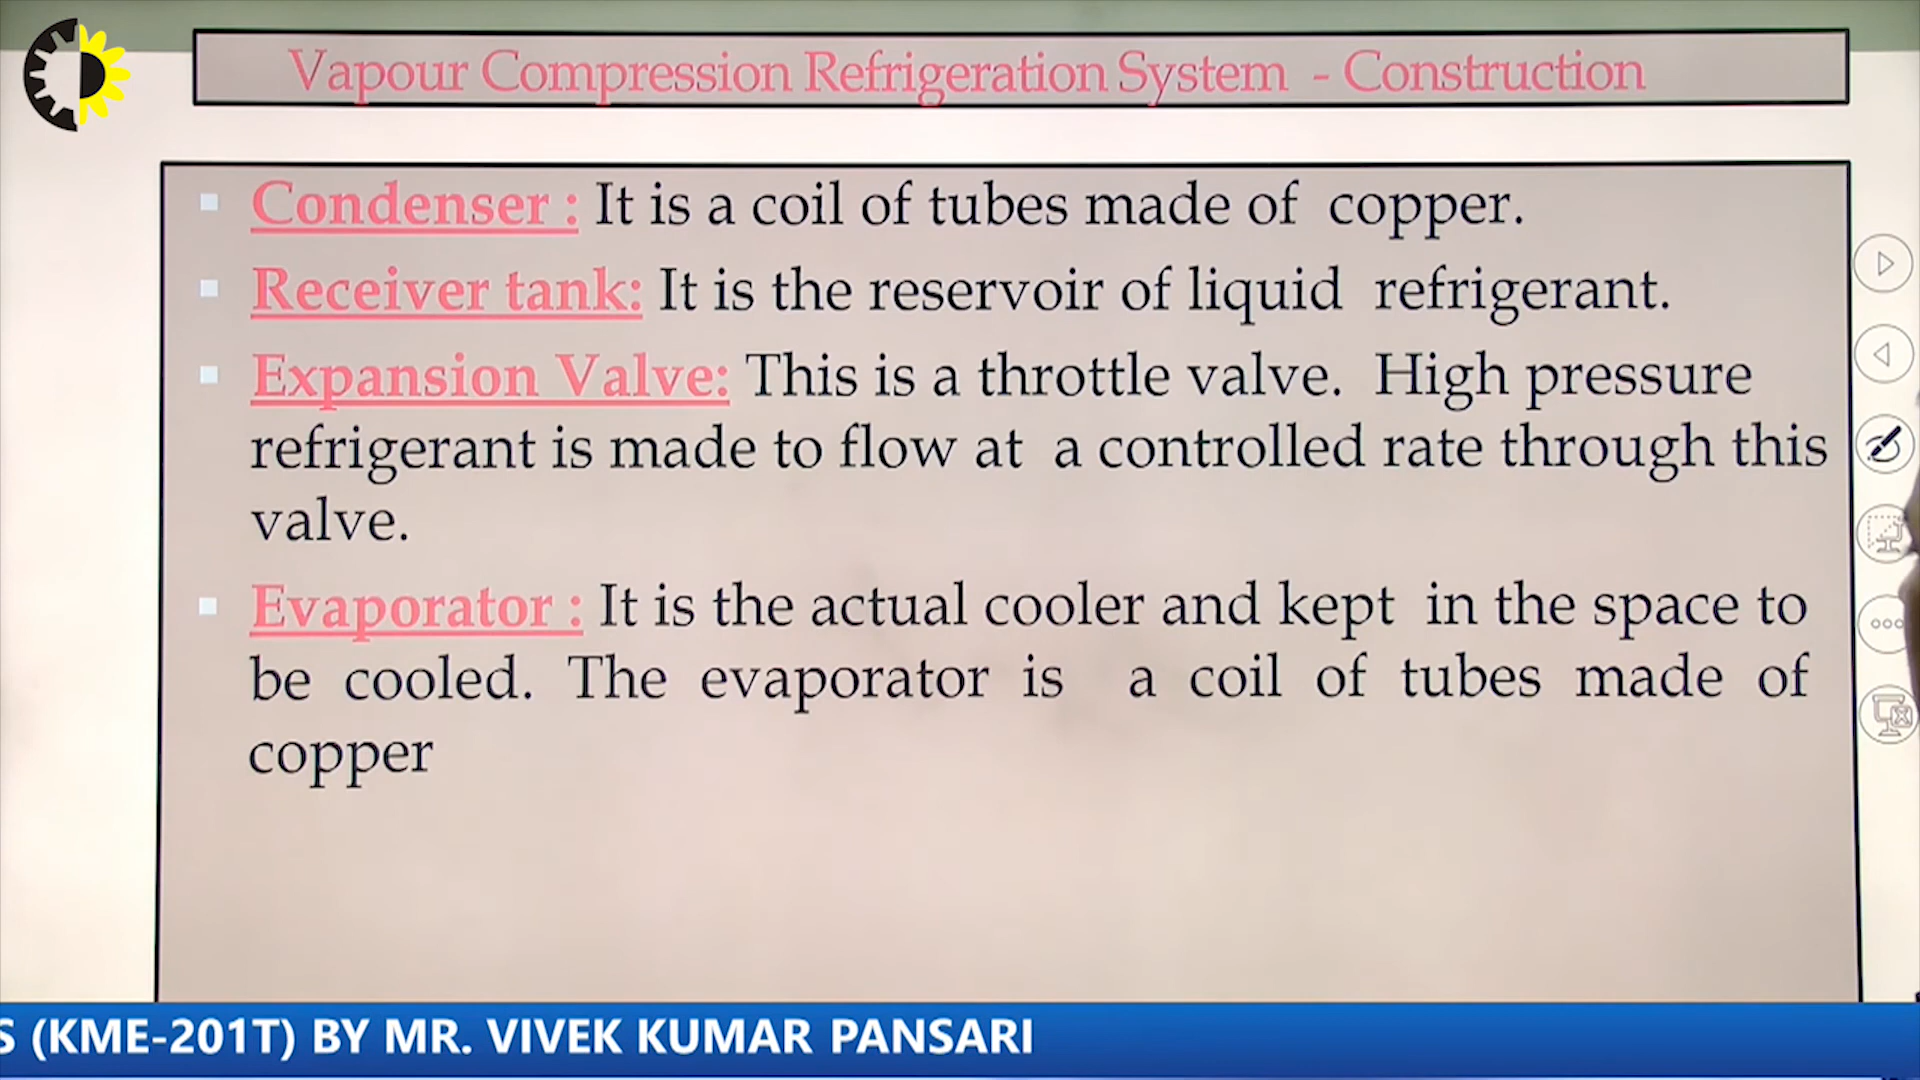 Vapour Compression Refrigeration System - Construction
Condenser : It is a coil of tubes made of copper.
Receiver tank: It is the reservoir of liquid refrigerant.
Expansion Valve: This is a throttle valve. High pressure
refrigerant is made to flow at a controlled rate through this
valve.
Evaporator : It is the actual cooler and kept in the space to
be cooled. The evaporator is a coil of tubes made of
copper
S (KME-201T) BY MR. VIVEK KUMAR PANSARI